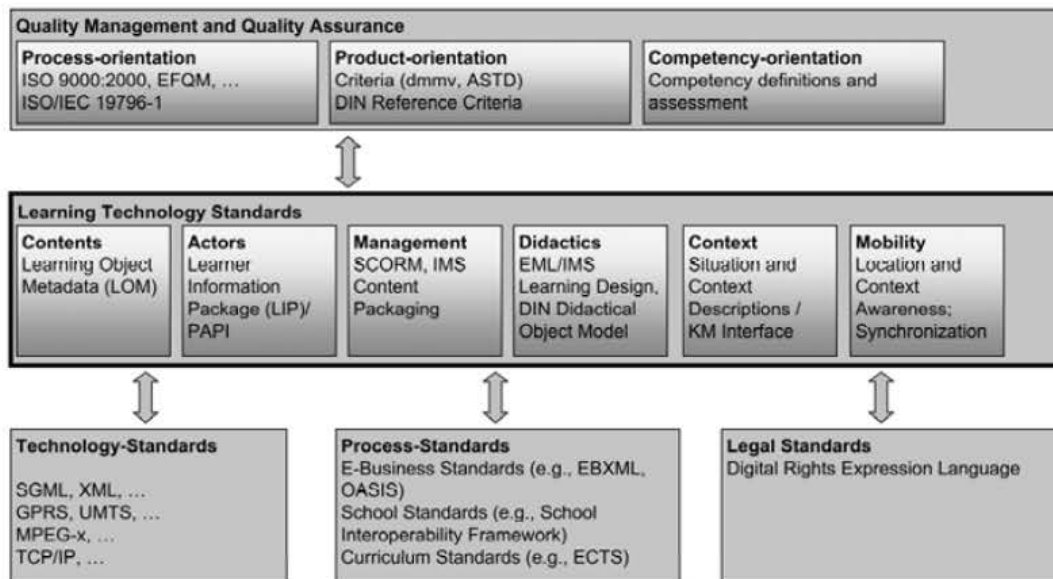 Quality Management and Quality Assurance
Process-orientation
ISO 9000:2000, EFQM, …
ISO/IEC 19796-1
Product-orientation
Criteria (dmmv, ASTD)
DIN Reference Criteria
Competency-orientation
Competency definitions and
assessment
Learning Technology Standards
Contents
Learning Object
Metadata (LOM)
Actors
Learner
Information
Package (LIP)/
PAPI
Management
SCORM, IMS
Content
Packaging
Didactics
EML/IMS
Learning Design,
DIN Didactical
Object Model
Context
Situation and
Context
Descriptions /
KM Interface
Mobility
Location and
Context
Awareness;
Synchronization
Technology-Standards
SGML, XML, …
GPRS, UMTS, …
MPEG-x, …
TCP/IP, …
Process-Standards
E-Business Standards (e.g., EBXML,
OASIS)
School Standards (e.g., School
Interoperability Framework)
Curriculum Standards (e.g., ECTS)
Legal Standards
Digital Rights Expression Language